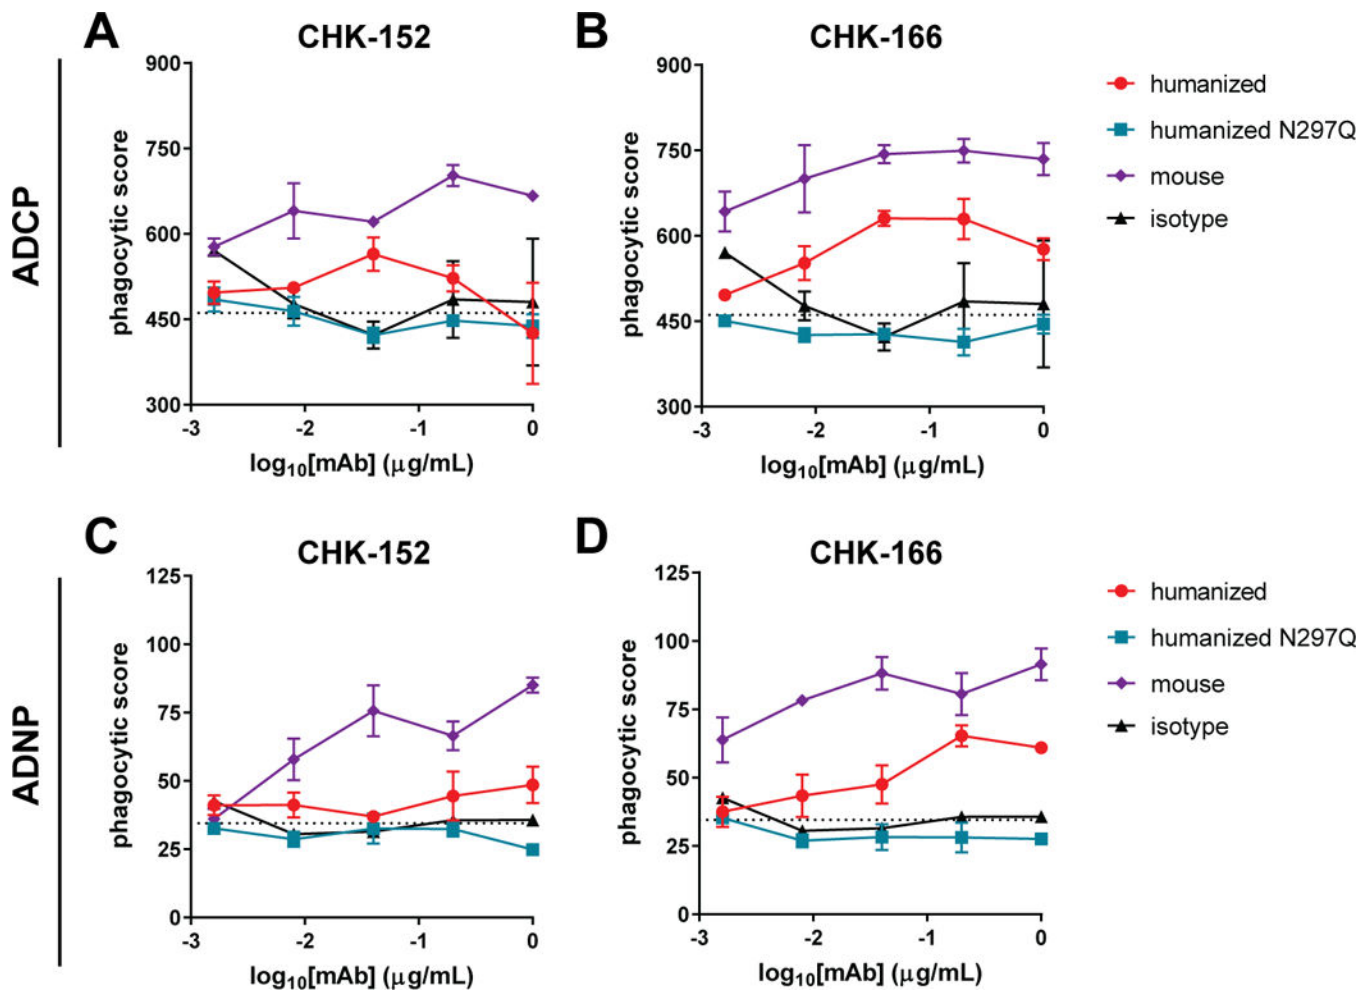 A
CHK-152
B
CHK-166
ADCP
phagocytic score
900
750
600
450
300
-3
-2
-1
0
log10[mAb] (μg/mL)
phagocytic score
900
750
600
450
300
-3
-2
-1
0
log10[mAb] (μg/mL)
humanized
humanized N297Q
mouse
isotype
C
CHK-152
D
CHK-166
ADNP
phagocytic score
125
100
75
50
25
0
-3
-2
-1
0
log10[mAb] (μg/mL)
phagocytic score
125
100
75
50
25
0
-3
-2
-1
0
log10[mAb] (μg/mL)
humanized
humanized N297Q
mouse
isotype